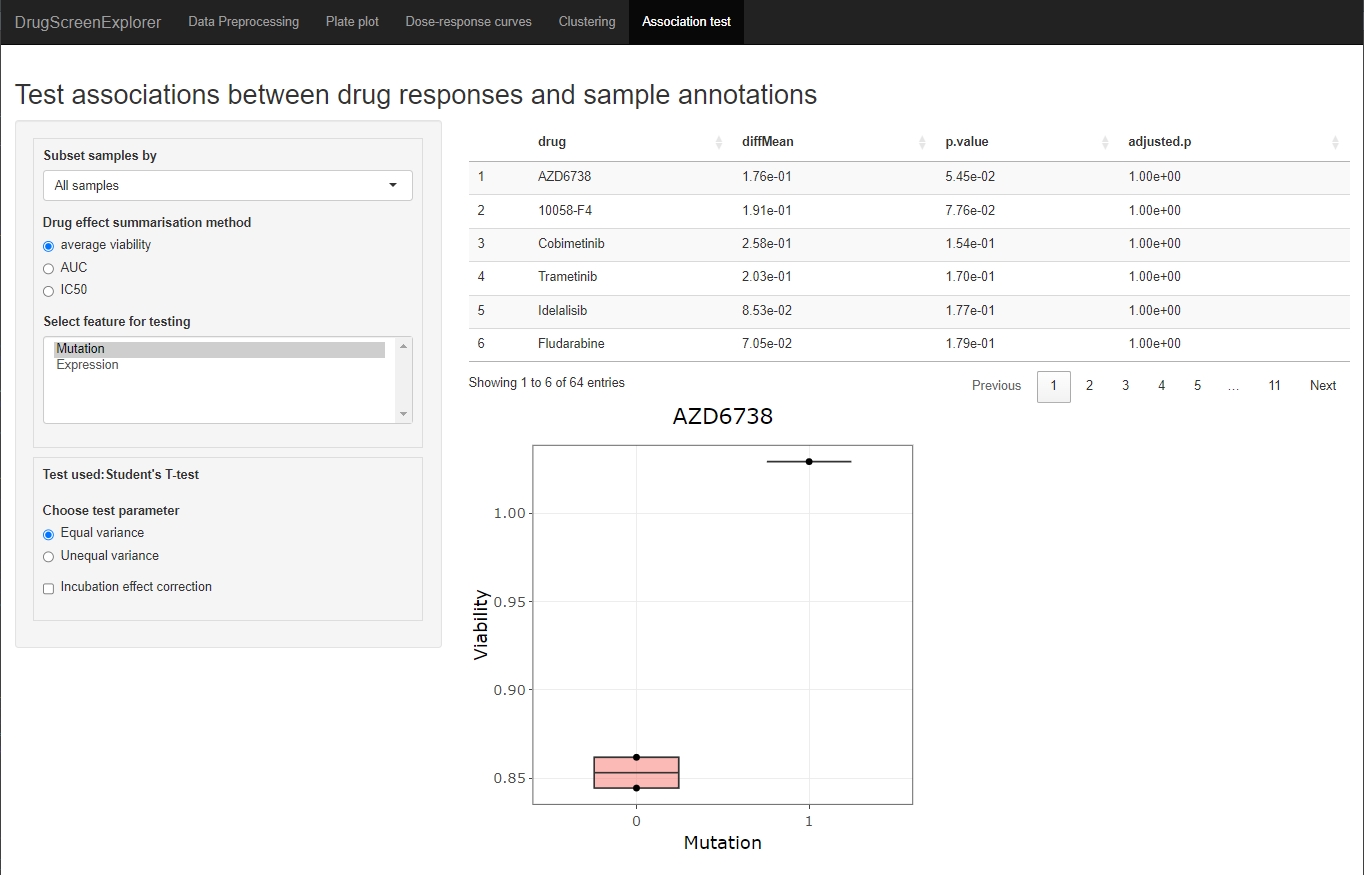 DrugScreenExplorer Data Preprocessing Plate plot Dose-response curves Clustering Association test
Test associations between drug responses and sample annotations
Subset samples by
All samples
Drug effect summarisation method
average viability
AUC
IC50
Select feature for testing
Mutation
Expression
Test used: Student's T-test
Choose test parameter
Equal variance
Unequal variance
Incubation effect correction
drug diffMean p.value adjusted.p
1 AZD6738 1.76e-01 5.45e-02 1.00e+00
2 10058-F4 1.91e-01 7.76e-02 1.00e+00
3 Cobimetinib 2.58e-01 1.54e-01 1.00e+00
4 Trametinib 2.03e-01 1.70e-01 1.00e+00
5 Idelalisib 8.53e-02 1.77e-01 1.00e+00
6 Fludarabine 7.05e-02 1.79e-01 1.00e+00
Showing 1 to 6 of 64 entries Previous 1 2 3 4 5 … 11 Next
AZD6738
1.00
0.95
0.90
0.85
Viability
0 1
Mutation